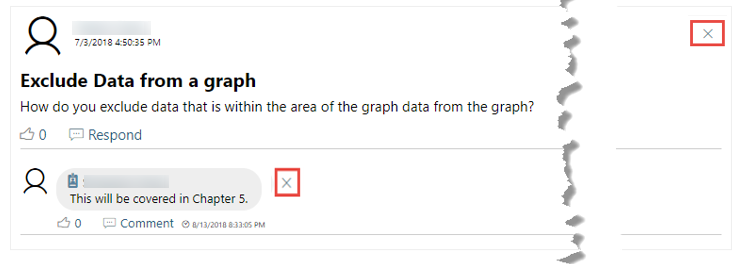 7/3/2018 4:50:35 PM
Exclude Data from a graph
How do you exclude data that is within the area of the graph data from the graph?
0 Respond
This will be covered in Chapter 5.
0 Comment 8/13/2018 8:33:05 PM